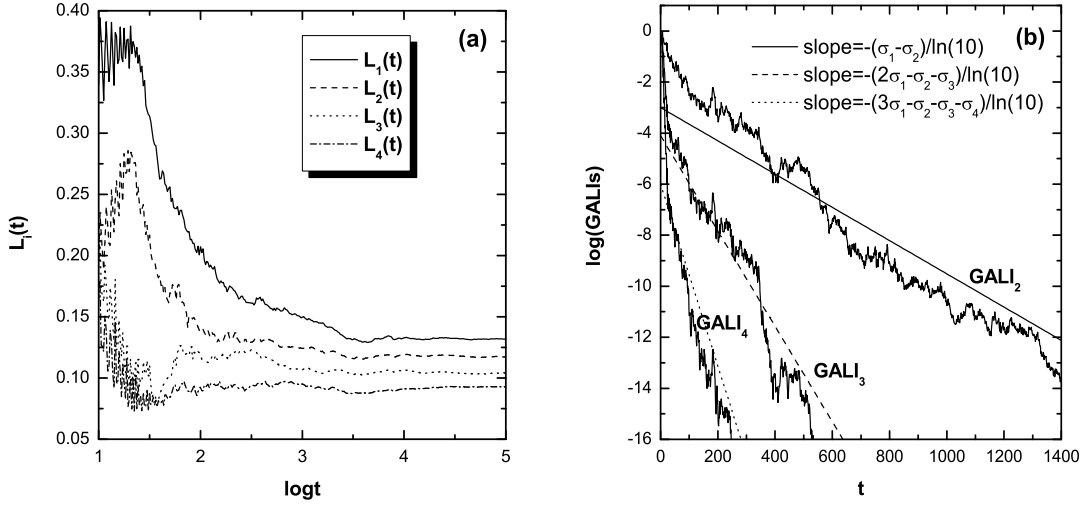 0.40
0.35
0.30
0.25
0.20
0.15
0.10
0.05
L_i(t)
1 2 3 4 5
logt
(a)
L_1(t)
L_2(t)
L_3(t)
L_4(t)
0
-2
-4
-6
-8
-10
-12
-14
-16
log(GALIs)
0 200 400 600 800 1000 1200 1400
t
(b)
slope=-(σ_1-σ_2)/ln(10)
slope=-(2σ_1-σ_2-σ_3)/ln(10)
slope=-(3σ_1-σ_2-σ_3-σ_4)/ln(10)
GALI_2
GALI_4
GALI_3